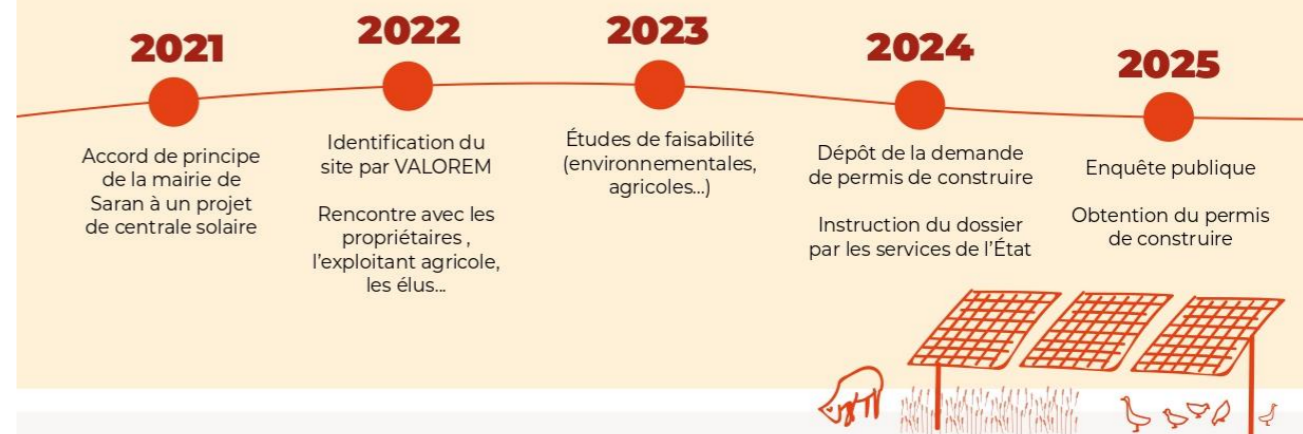 2021
Accord de principe
de la mairie de
Saran à un projet
de centrale solaire
2022
Identification du
site par VALOREM
Rencontre avec les
propriétaires ,
l'exploitant agricole,
les élus...
2023
Études de faisabilité
(environnementales,
agricoles...)
2024
Dépôt de la demande
de permis de construire
Instruction du dossier
par les services de l'État
2025
Enquête publique
Obtention du permis
de construire